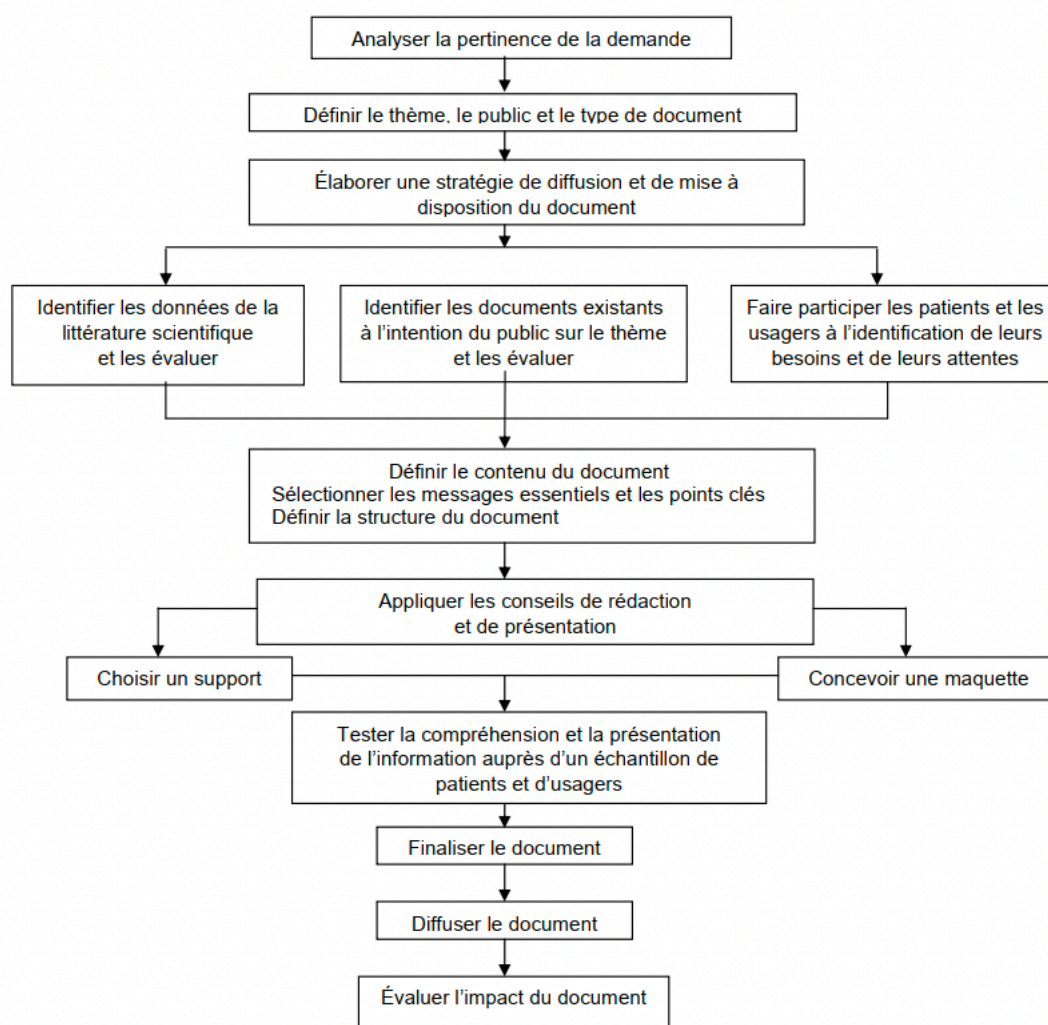 Analyser la pertinence de la demande
Définir le thème, le public et le type de document
Élaborer une stratégie de diffusion et de mise à
disposition du document
Identifier les données de la
littérature scientifique
et les évaluer
Identifier les documents existants
à l'intention du public sur le thème
et les évaluer
Faire participer les patients et les
usagers à l'identification de leurs
besoins et de leurs attentes
Définir le contenu du document
Sélectionner les messages essentiels et les points clés
Définir la structure du document
Appliquer les conseils de rédaction
et de présentation
Choisir un support
Concevoir une maquette
Tester la compréhension et la présentation
de l'information auprès d'un échantillon de
patients et d'usagers
Finaliser le document
Diffuser le document
Évaluer l'impact du document